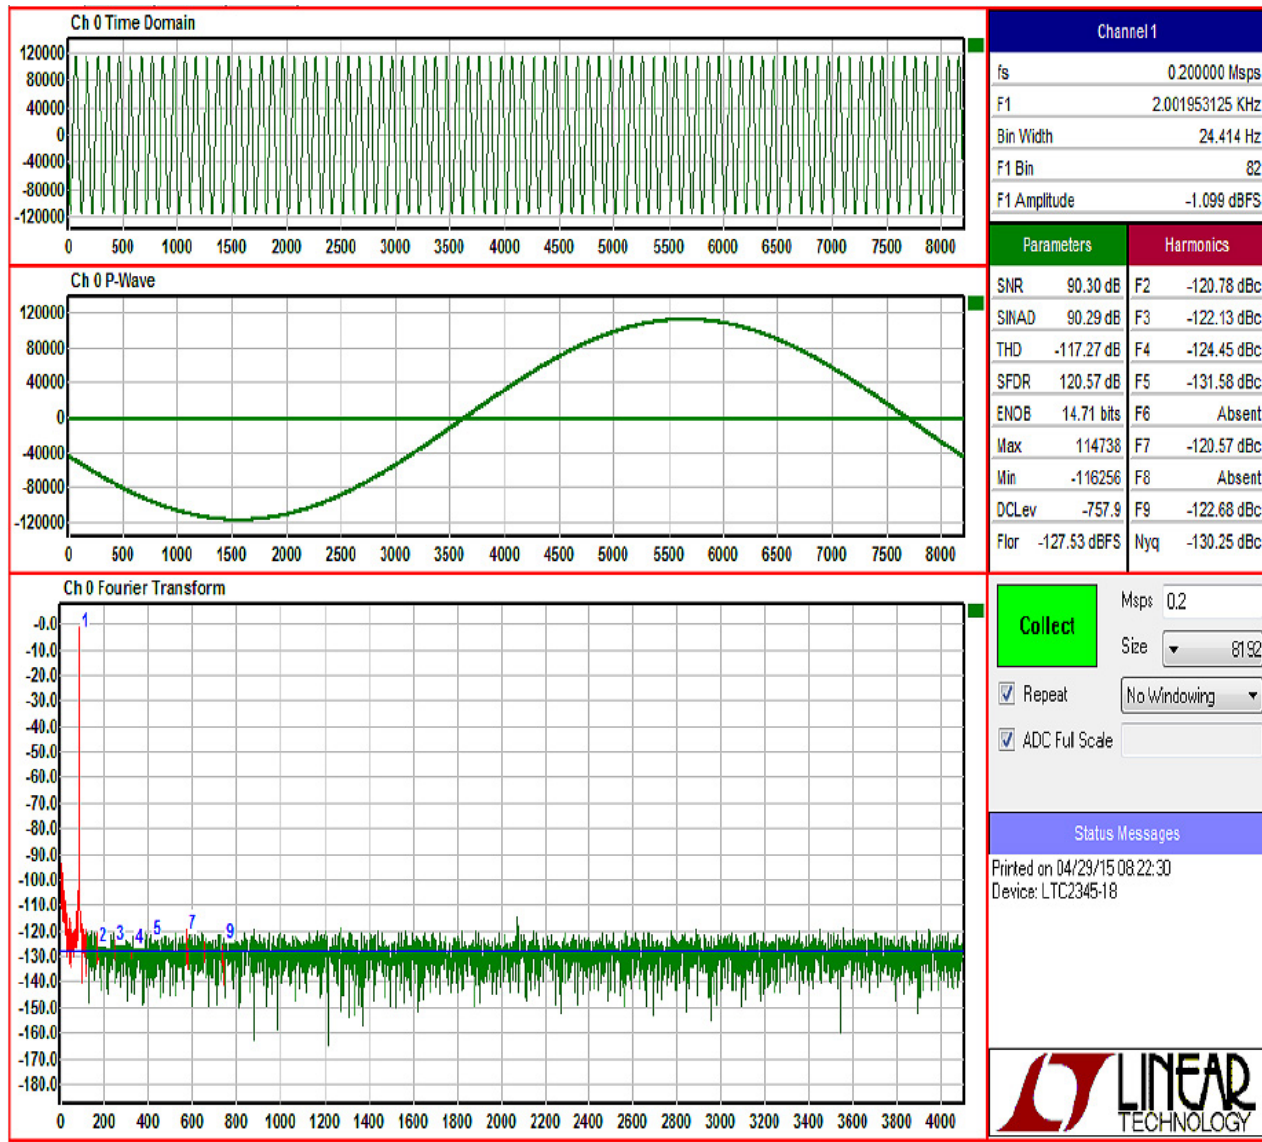 Ch 0 Time Domain
120000
80000
40000
0
-40000
-80000
-120000
0 500 1000 1500 2000 2500 3000 3500 4000 4500 5000 5500 6000 6500 7000 7500 8000
Ch 0 P-Wave
120000
80000
40000
0
-40000
-80000
-120000
0 500 1000 1500 2000 2500 3000 3500 4000 4500 5000 5500 6000 6500 7000 7500 8000
Ch 0 Fourier Transform
-0.0
-10.0
-20.0
-30.0
-40.0
-50.0
-60.0
-70.0
-80.0
-90.0
-100.0
-110.0
-120.0
-130.0
-140.0
-150.0
-160.0
-170.0
-180.0
1
2 3 4 5 7 9
0 200 400 600 800 1000 1200 1400 1600 1800 2000 2200 2400 2600 2800 3000 3200 3400 3600 3800 4000
Channel 1
fs 0.200000 Msps
F1 2.001953125 KHz
Bin Width 24.414 Hz
F1 Bin 82
F1 Amplitude -1.099 dBFS
Parameters Harmonics
SNR 90.30 dB F2 -120.78 dBc
SINAD 90.29 dB F3 -122.13 dBc
THD -117.27 dB F4 -124.45 dBc
SFDR 120.57 dB F5 -131.58 dBc
ENOB 14.71 bits F6 Absent
Max 114738 F7 -120.57 dBc
Min -116256 F8 Absent
DCLev -757.9 F9 -122.68 dBc
Flor -127.53 dBFS Nyq -130.25 dBc
Collect
Msps 0.2
Size 8192
Repeat No Windowing
ADC Full Scale
Status Messages
Printed on 04/29/15 08:22:30
Device: LTC2345-18
LINEAR
TECHNOLOGY